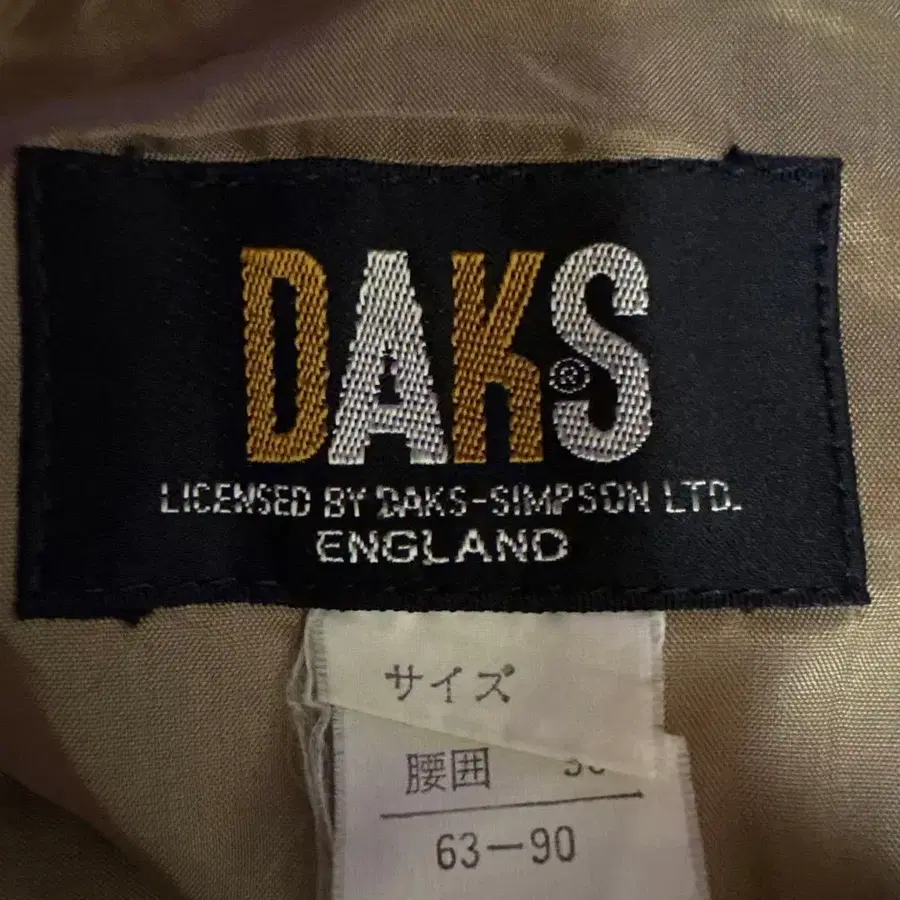 DAKS®
LICENSED BY DAKS-SIMPSON LTD.
ENGLAND
サイズ
腰囲
63-90